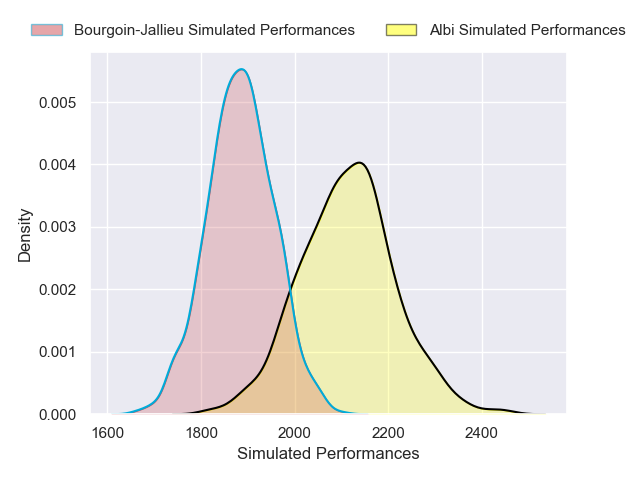 Bourgoin-Jallieu Simulated Performances Albi Simulated Performances
0.005
0.004
0.003
0.002
0.001
0.000
Density
1600 1800 2000 2200 2400
Simulated Performances